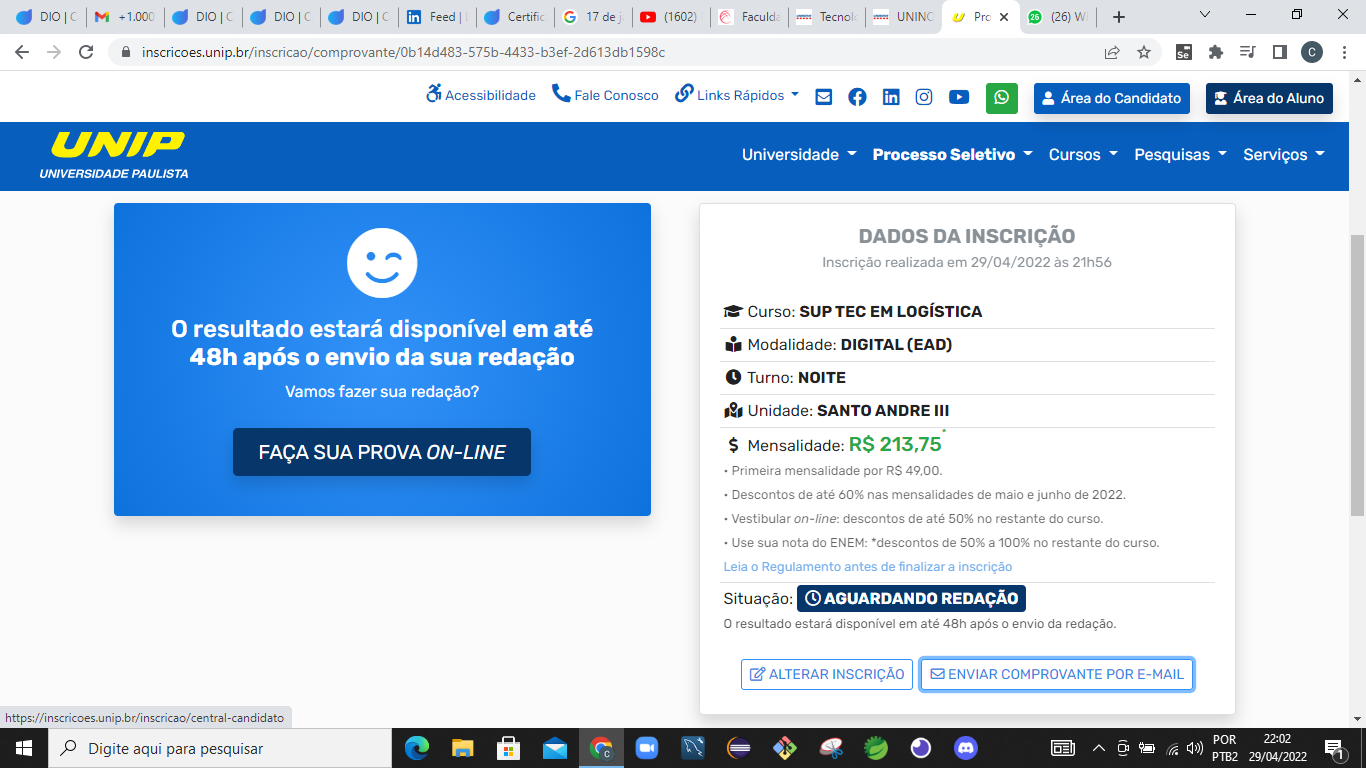 DIO | C
+1.000
DIO | C
DIO | C
DIO | C
Feed |
Certific
17 de j
(1602)
Faculda
Tecnolo
UNINC
Pro
(26) W
inscricoes.unip.br/inscricao/comprovante/0b14d483-575b-4433-b3ef-2d613db1598c
Se
C
Acessibilidade
Fale Conosco
Links Rápidos
Área do Candidato
Área do Aluno
UNIP
UNIVERSIDADE PAULISTA
Universidade
Processo Seletivo
Cursos
Pesquisas
Serviços
O resultado estará disponível em até
48h após o envio da sua redação
Vamos fazer sua redação?
FAÇA SUA PROVA ON-LINE
DADOS DA INSCRIÇÃO
Inscrição realizada em 29/04/2022 às 21h56
Curso: SUP TEC EM LOGÍSTICA
Modalidade: DIGITAL (EAD)
Turno: NOITE
Unidade: SANTO ANDRE III
$ Mensalidade: R$ 213,75*
• Primeira mensalidade por R$ 49,00.
• Descontos de até 60% nas mensalidades de maio e junho de 2022.
• Vestibular on-line: descontos de até 50% no restante do curso.
• Use sua nota do ENEM: *descontos de 50% a 100% no restante do curso.
Leia o Regulamento antes de finalizar a inscrição
Situação: AGUARDANDO REDAÇÃO
O resultado estará disponível em até 48h após o envio da redação.
ALTERAR INSCRIÇÃO
ENVIAR COMPROVANTE POR E-MAIL
https://inscricoes.unip.br/inscricao/central-candidato
Digite aqui para pesquisar
POR
PTB2
22:02
29/04/2022
1